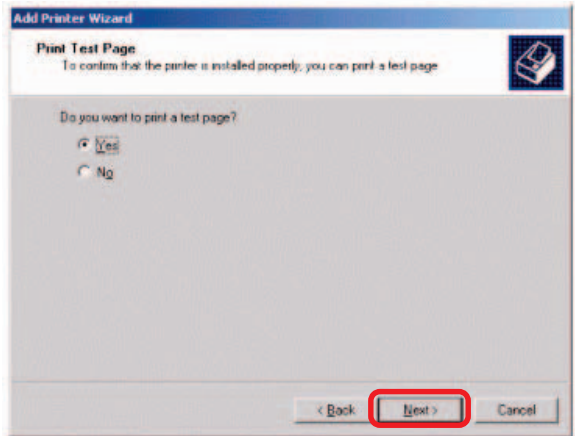 Add Printer Wizard
Print Test Page
To confirm that the printer is installed properly, you can print a test page
Do you want to print a test page?
Yes
No
< Back
Next >
Cancel